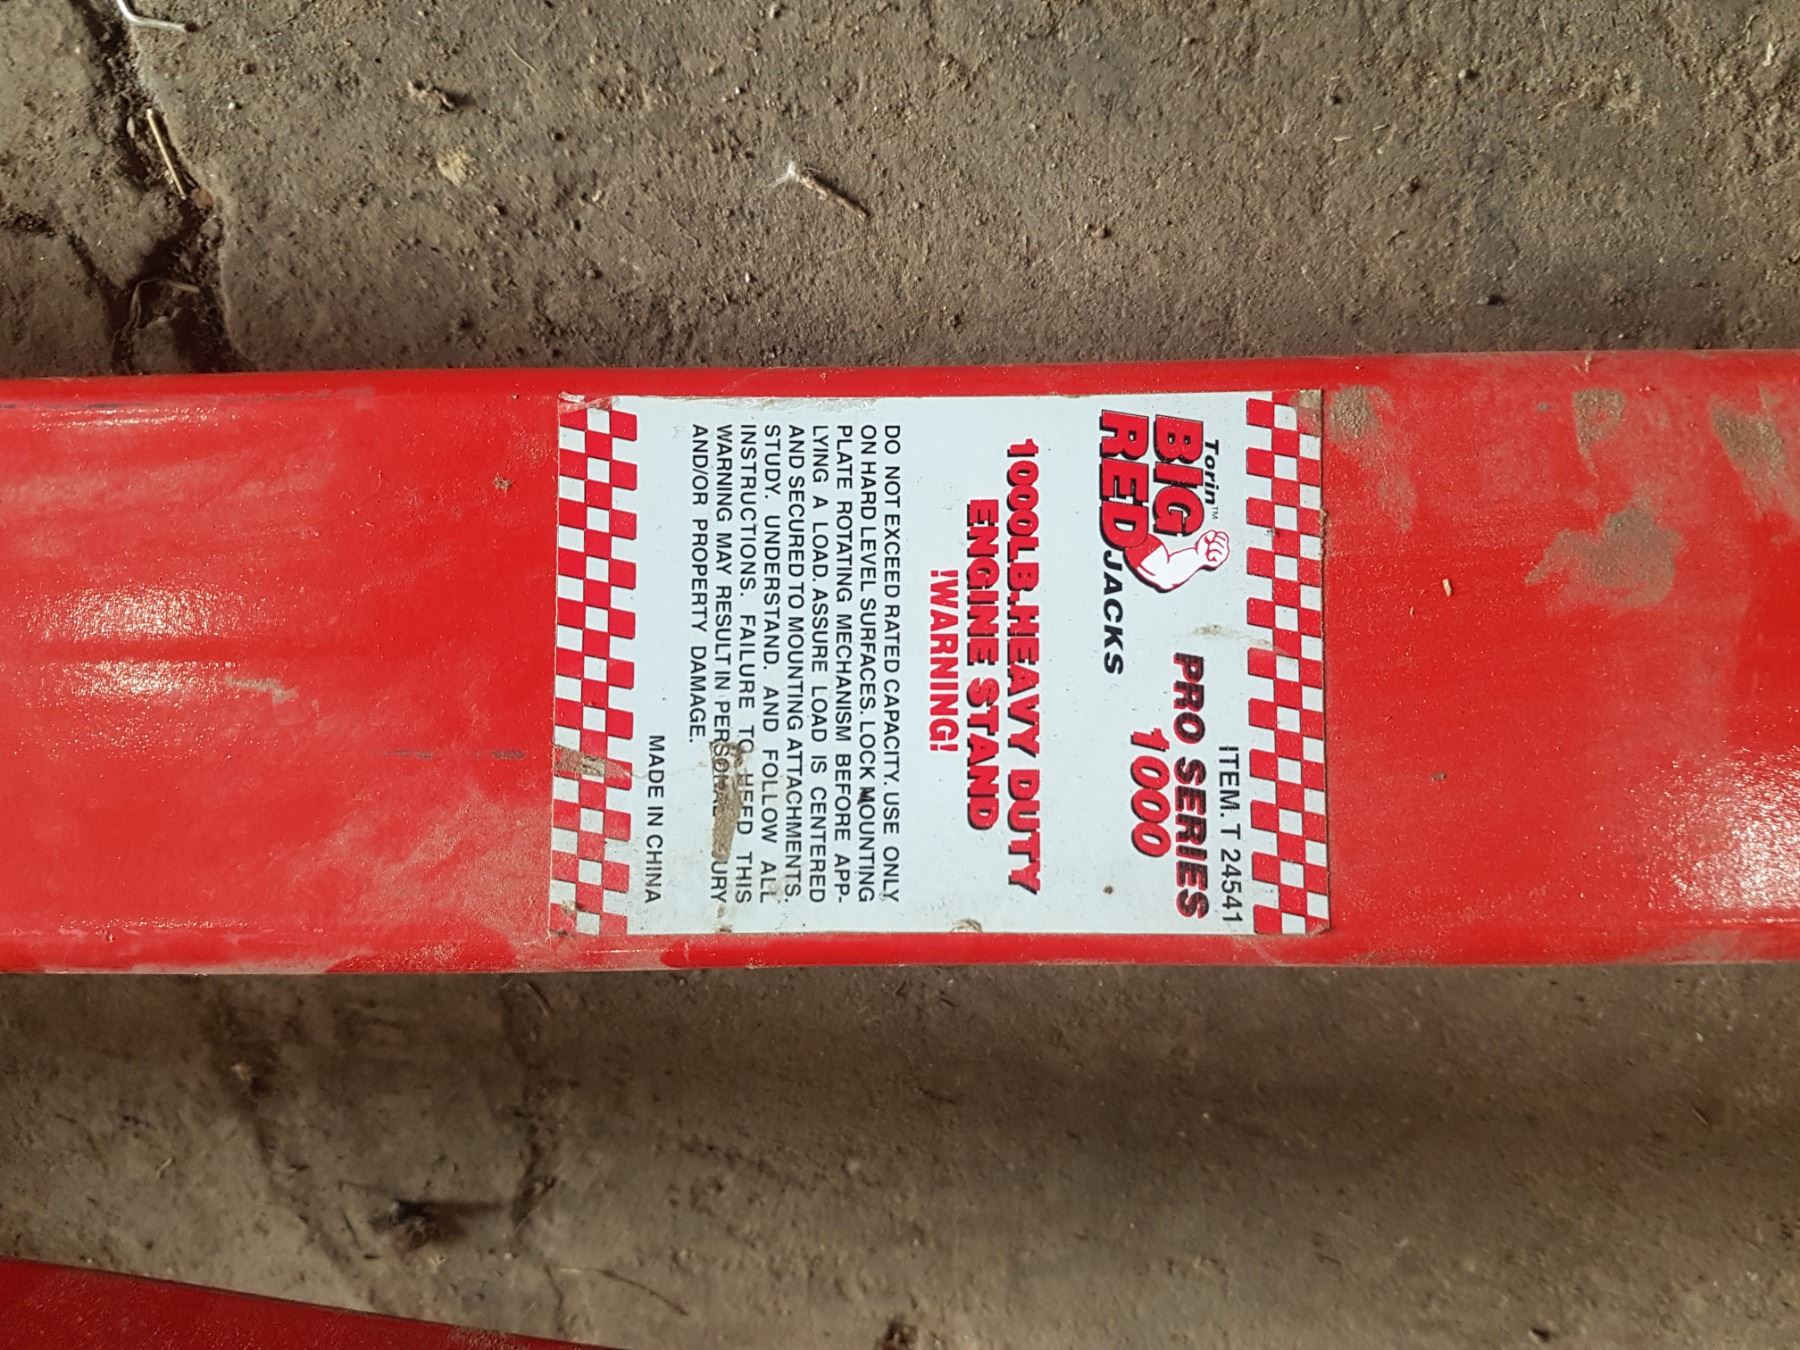 ITEM. T 24541
Torin™
BIG
RED JACKS
PRO SERIES
1000
1000LB. HEAVY DUTY
ENGINE STAND
!WARNING!
DO NOT EXCEED RATED CAPACITY. USE ONLY
ON HARD LEVEL SURFACES. LOCK MOUNTING
PLATE ROTATING MECHANISM BEFORE APP-
LYING A LOAD. ASSURE LOAD IS CENTERED
AND SECURED TO MOUNTING ATTACHMENTS.
STUDY. UNDERSTAND. AND FOLLOW ALL
INSTRUCTIONS. FAILURE TO HEED THIS
WARNING MAY RESULT IN PERSONAL INJURY
AND/OR PROPERTY DAMAGE.
MADE IN CHINA